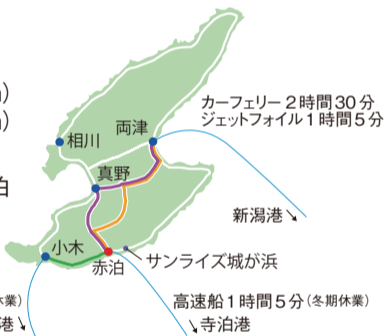 )
)
カーフェリー 2時間30分
ジェットフォイル 1時間5分
両津
相川
真野
泊
新潟港↘
小木
サンライズ城が浜
赤泊
業)
高速船 1時間5分(冬期休業)
港↘
↘寺泊港